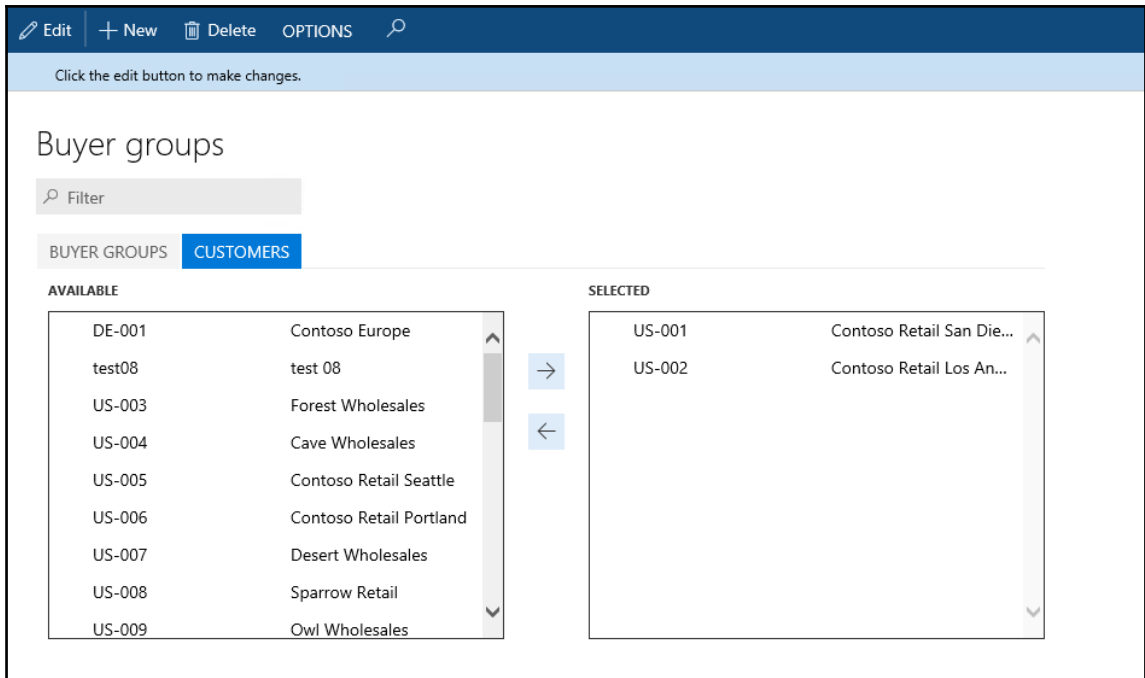 Edit New Delete OPTIONS
Click the edit button to make changes.
Buyer groups
Filter
BUYER GROUPS CUSTOMERS
AVAILABLE SELECTED
DE-001 Contoso Europe US-001 Contoso Retail San Die...
test08 test 08 US-002 Contoso Retail Los An...
US-003 Forest Wholesales
US-004 Cave Wholesales
US-005 Contoso Retail Seattle
US-006 Contoso Retail Portland
US-007 Desert Wholesales
US-008 Sparrow Retail
US-009 Owl Wholesales